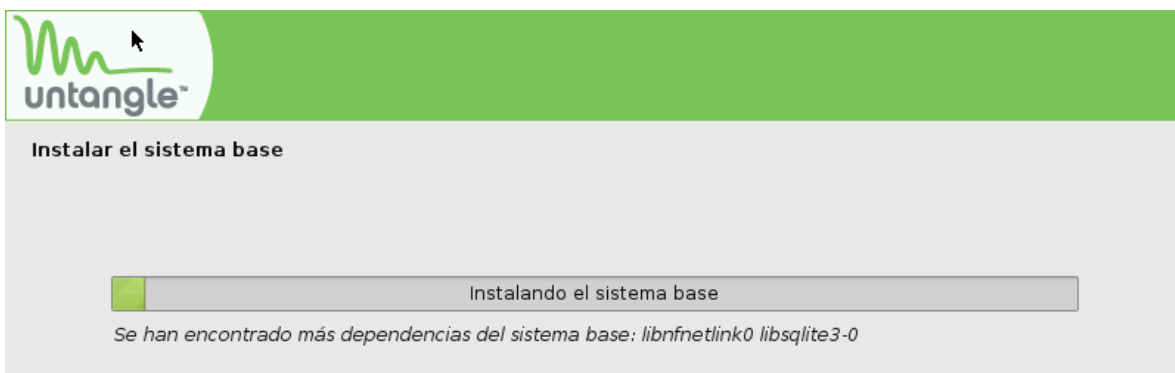 untangle™
Instalar el sistema base
Instalando el sistema base
Se han encontrado más dependencias del sistema base: libnfnetlink0 libsqlite3-0